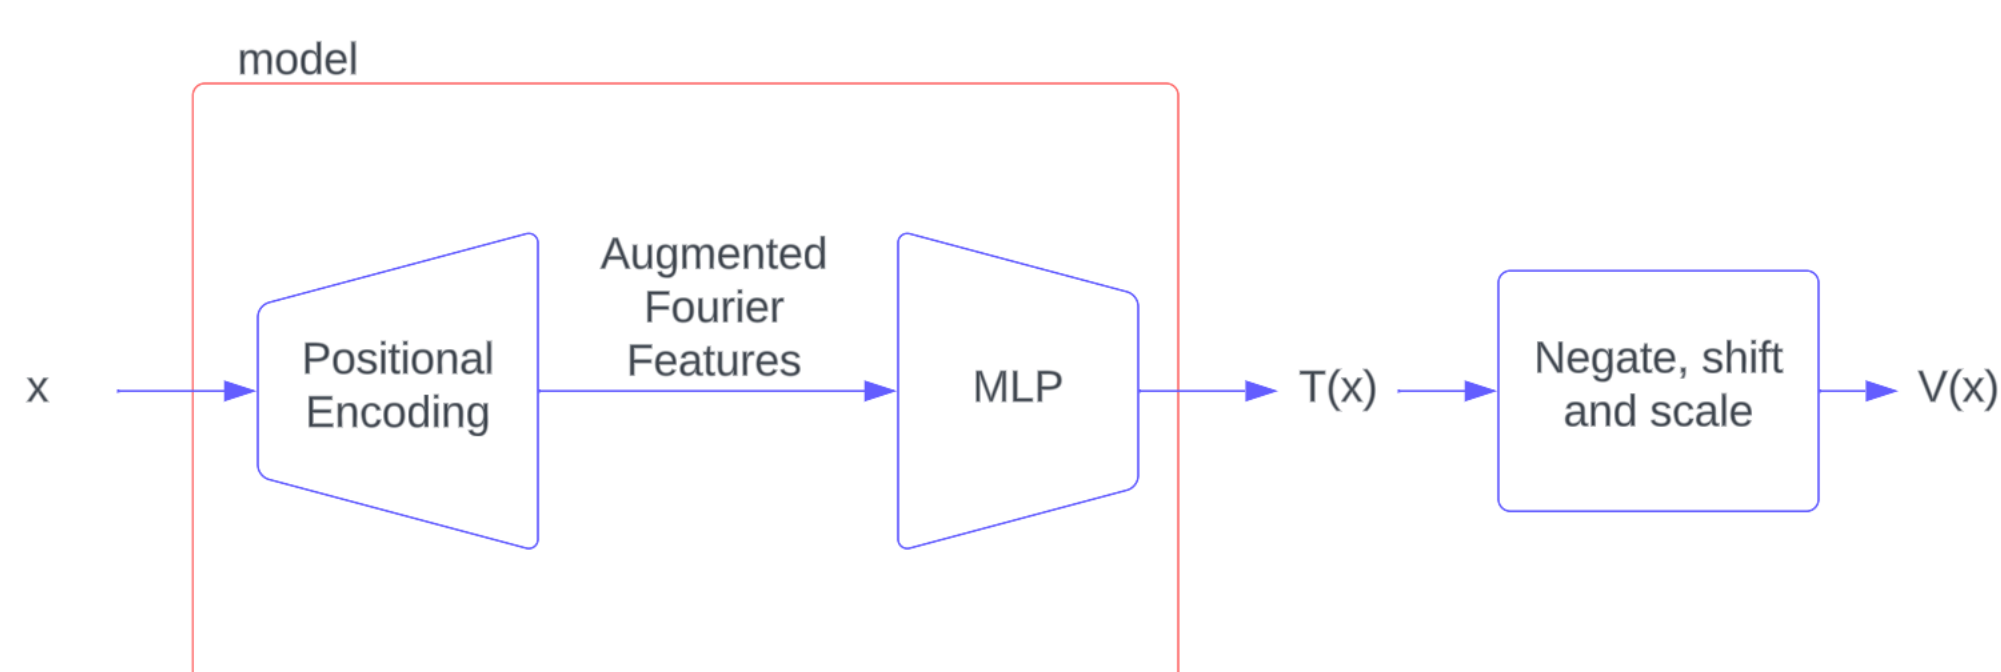 model
x
Positional
Encoding
Augmented
Fourier
Features
MLP
T(x)
Negate, shift
and scale
V(x)